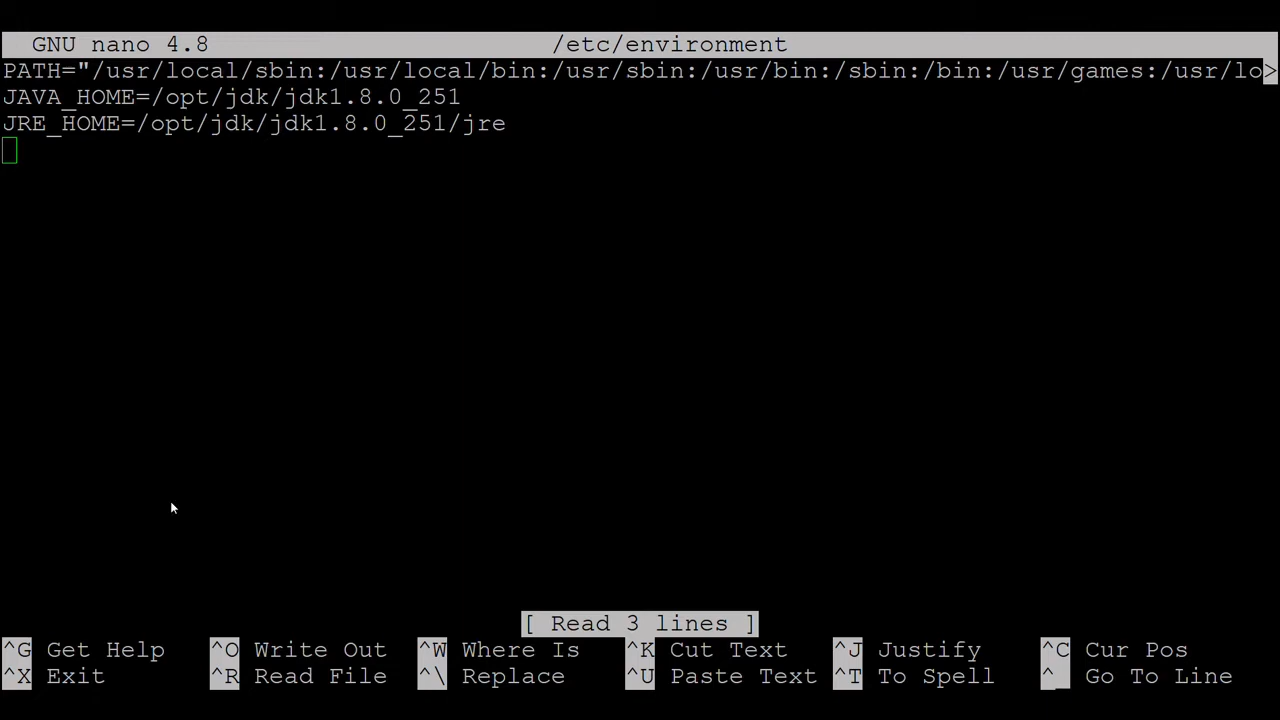 GNU nano 4.8 /etc/environment
PATH="/usr/local/sbin:/usr/local/bin:/usr/sbin:/usr/bin:/sbin:/bin:/usr/games:/usr/lo>
JAVA_HOME=/opt/jdk/jdk1.8.0_251
JRE_HOME=/opt/jdk/jdk1.8.0_251/jre
[ Read 3 lines ]
^G Get Help ^O Write Out ^W Where Is ^K Cut Text ^J Justify ^C Cur Pos
^X Exit ^R Read File ^\ Replace ^U Paste Text ^T To Spell ^_ Go To Line